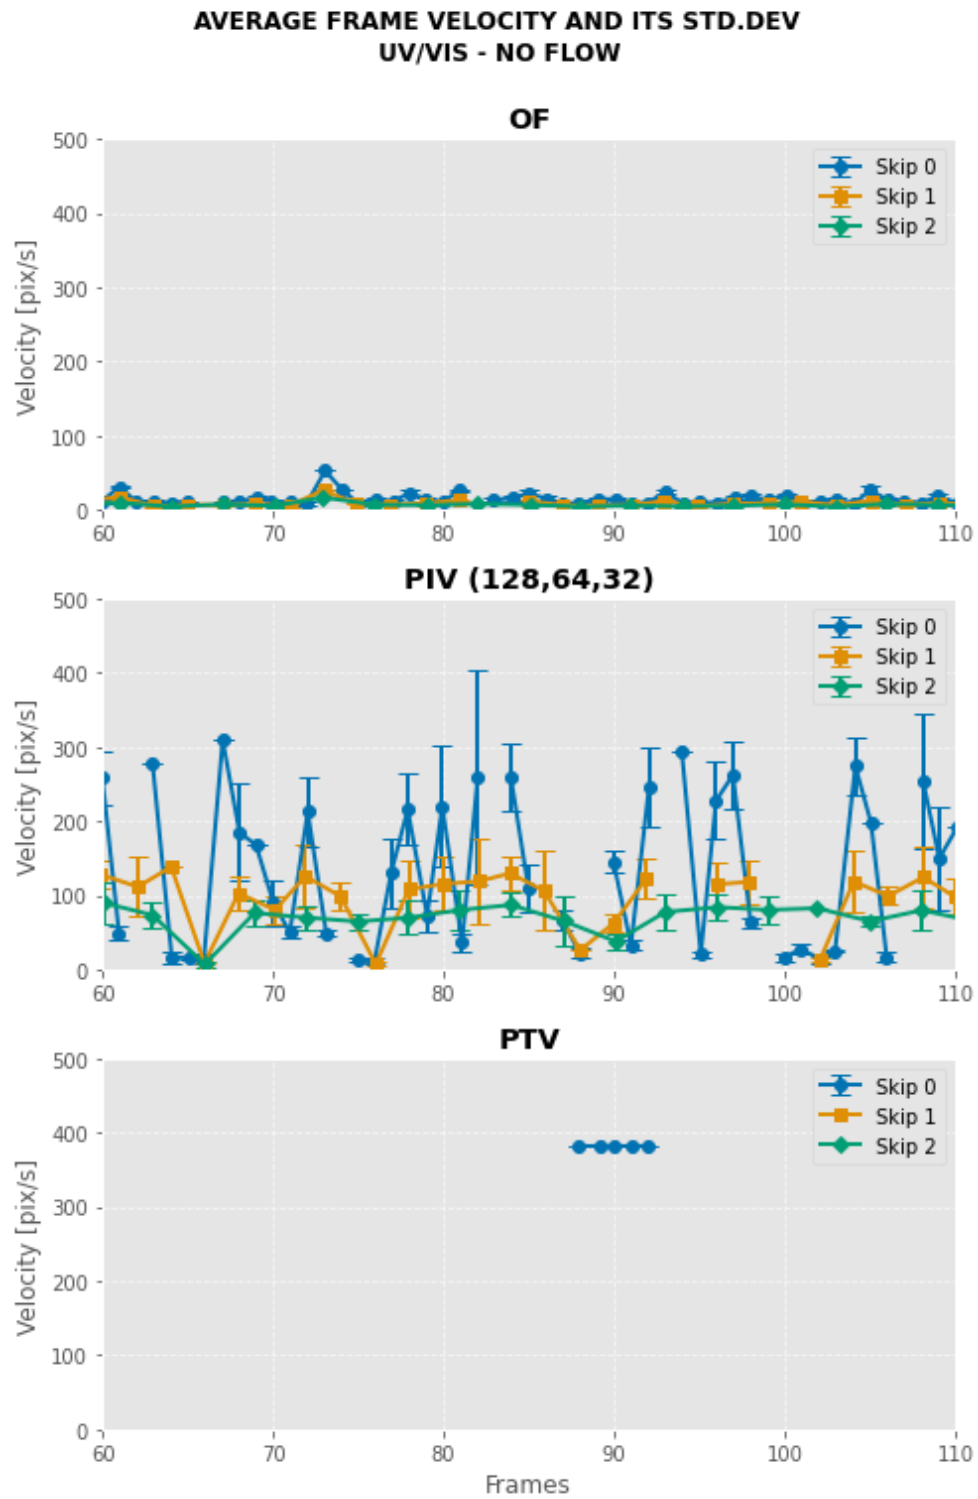 AVERAGE FRAME VELOCITY AND ITS STD.DEV
UV/VIS - NO FLOW
OF
500
400
300
200
100
0
Velocity [pix/s]
Skip 0
Skip 1
Skip 2
60 70 80 90 100 110
PIV (128,64,32)
500
400
300
200
100
0
Velocity [pix/s]
Skip 0
Skip 1
Skip 2
60 70 80 90 100 110
PTV
500
400
300
200
100
0
Velocity [pix/s]
Skip 0
Skip 1
Skip 2
60 70 80 90 100 110
Frames